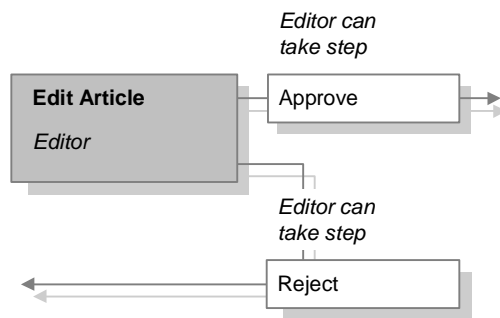 Editor can
take step
Edit Article
Approve
Editor
Editor can
take step
Reject